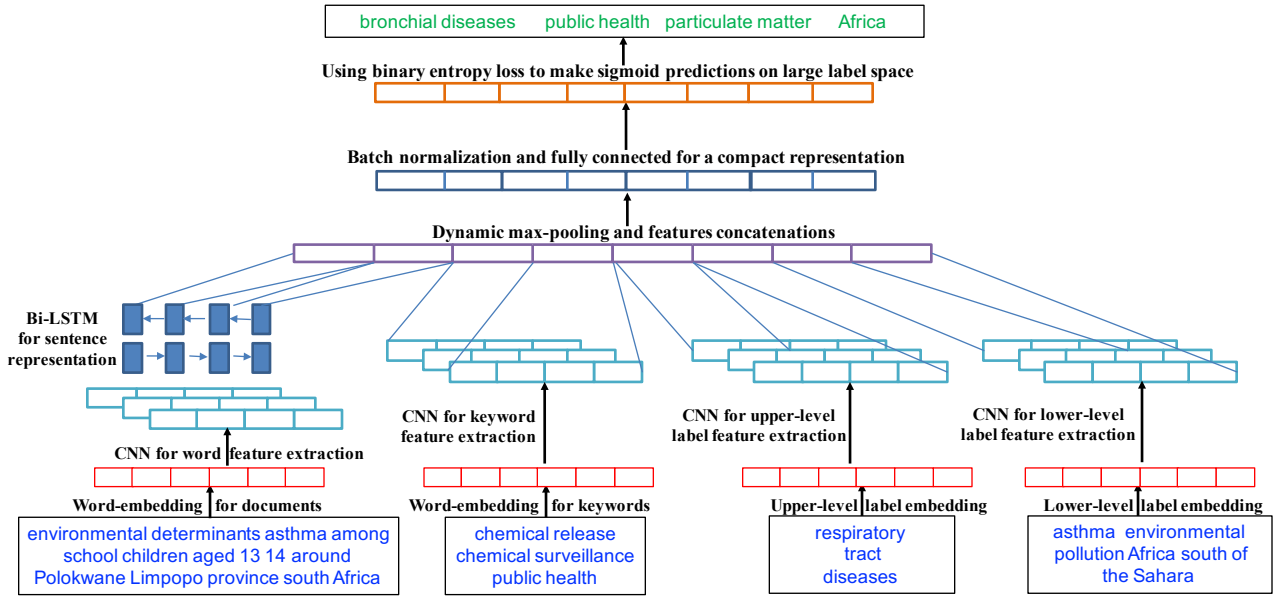 bronchial diseases public health particulate matter Africa
Using binary entropy loss to make sigmoid predictions on large label space
Batch normalization and fully connected for a compact representation
Dynamic max-pooling and features concatenations
Bi-LSTM
for sentence
representation
CNN for word feature extraction
Word-embedding for documents
environmental determinants asthma among
school children aged 13 14 around
Polokwane Limpopo province south Africa
CNN for keyword
feature extraction
Word-embedding for keywords
chemical release
chemical surveillance
public health
CNN for upper-level
label feature extraction
Upper-level label embedding
respiratory
tract
diseases
CNN for lower-level
label feature extraction
Lower-level label embedding
asthma environmental
pollution Africa south of
the Sahara